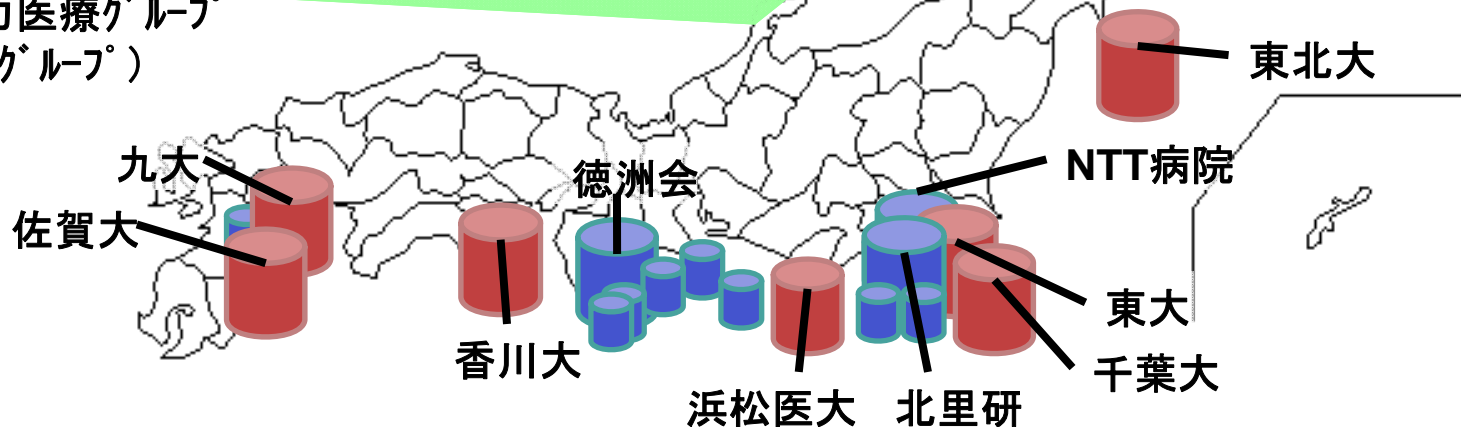 医療ｸﾞﾙｰﾌﾟ
ｸﾞﾙｰﾌﾟ）
東北大
NTT病院
九大
徳洲会
佐賀大
東大
香川大
千葉大
浜松医大
北里研